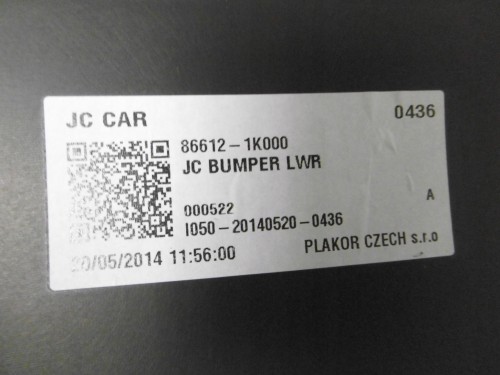 JC CAR 0436
86612-1K000
JC BUMPER LWR
000522 A
I050-20140520-0436
20/05/2014 11:56:00 PLAKOR CZECH s.r.o